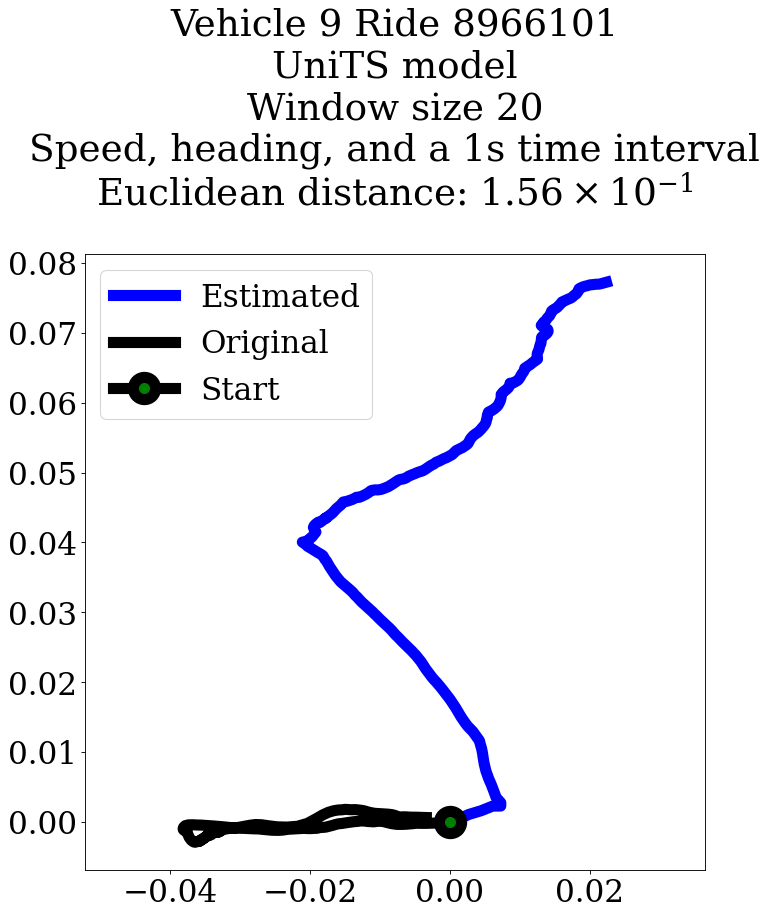 Vehicle 9 Ride 8966101
UniTS model
Window size 20
Speed, heading, and a 1s time interval
Euclidean distance: 1.56 × 10⁻¹
0.08
0.07
0.06
0.05
0.04
0.03
0.02
0.01
0.00
Estimated
Original
Start
−0.04 −0.02 0.00 0.02